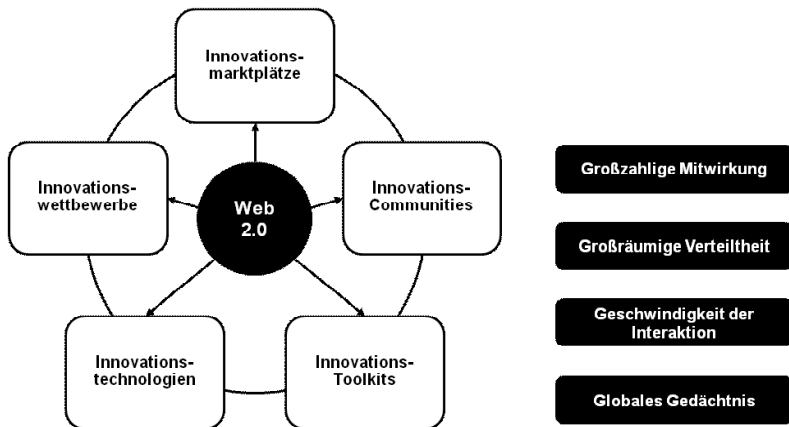 Innovations-
marktplätze
Innovations-
wettbewerbe
Web
2.0
Innovations-
Communities
Innovations-
technologien
Innovations-
Toolkits
Großzahlige Mitwirkung
Großräumige Verteiltheit
Geschwindigkeit der
Interaktion
Globales Gedächtnis